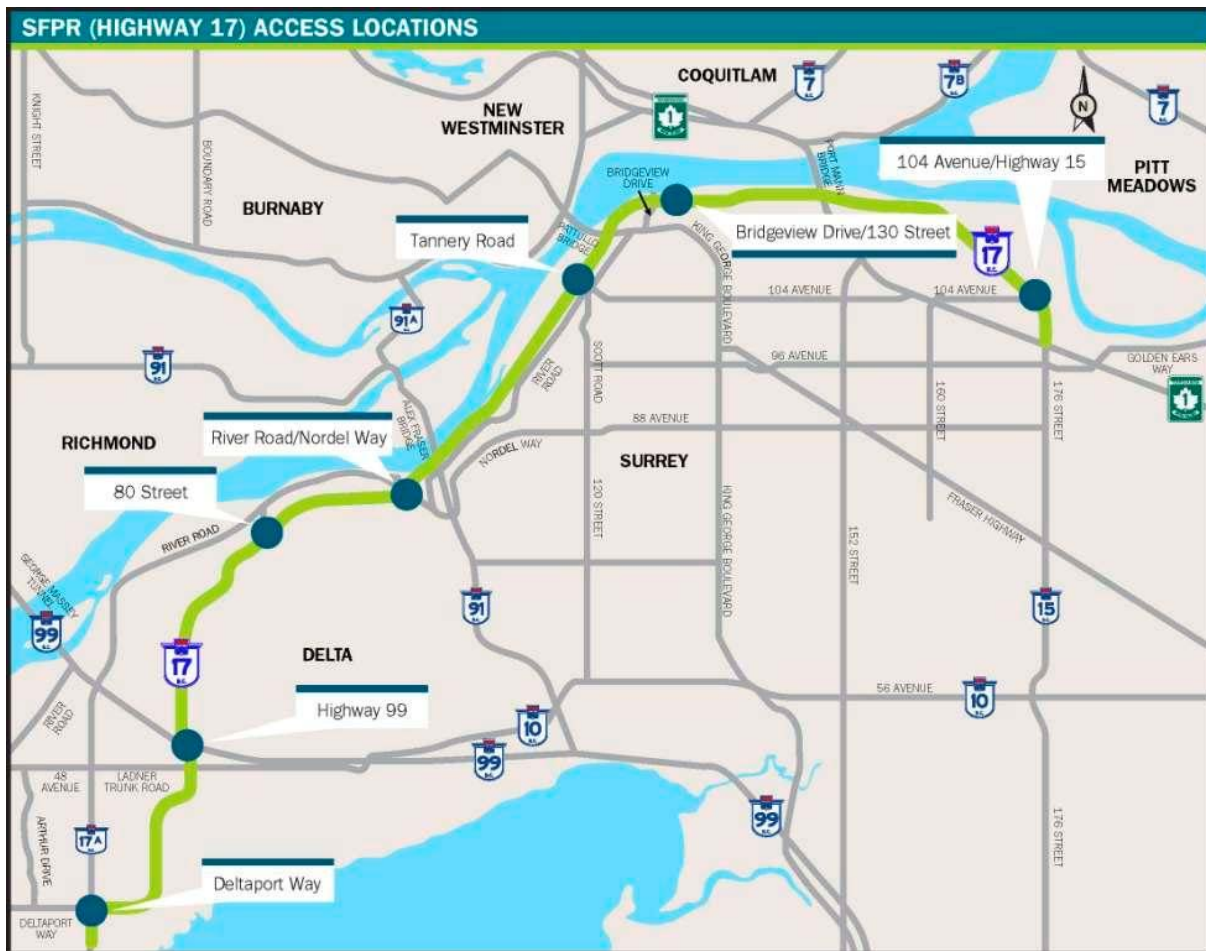 SFPR (HIGHWAY 17) ACCESS LOCATIONS
COQUITLAM
7
7B
7
N
NEW
WESTMINSTER
1
KNIGHT STREET
BOUNDARY ROAD
BURNABY
BRIDGEVIEW
DRIVE
PORT MANN
BRIDGE
104 Avenue/Highway 15
PITT
MEADOWS
Tannery Road
PATTULLO
BRIDGE
Bridgeview Drive/130 Street
17
B.C.
KING GEORGE BOULEVARD
104 AVENUE
104 AVENUE
91A
91
RIVER
ROAD
SCOTT ROAD
96 AVENUE
GOLDEN EARS
WAY
1
160 STREET
176 STREET
88 AVENUE
RICHMOND
River Road/Nordel Way
ALEX FRASER
BRIDGE
NORDEL WAY
SURREY
80 Street
120 STREET
KING GEORGE BOULEVARD
FRASER HIGHWAY
RIVER ROAD
152 STREET
GEORGE MASSEY
TUNNEL
99
91
15
17
B.C.
DELTA
RIVER
ROAD
Highway 99
56 AVENUE
10
10
99
48
AVENUE
LADNER
TRUNK ROAD
99
17A
ARTHUR DRIVE
176 STREET
Deltaport Way
DELTAPORT
WAY